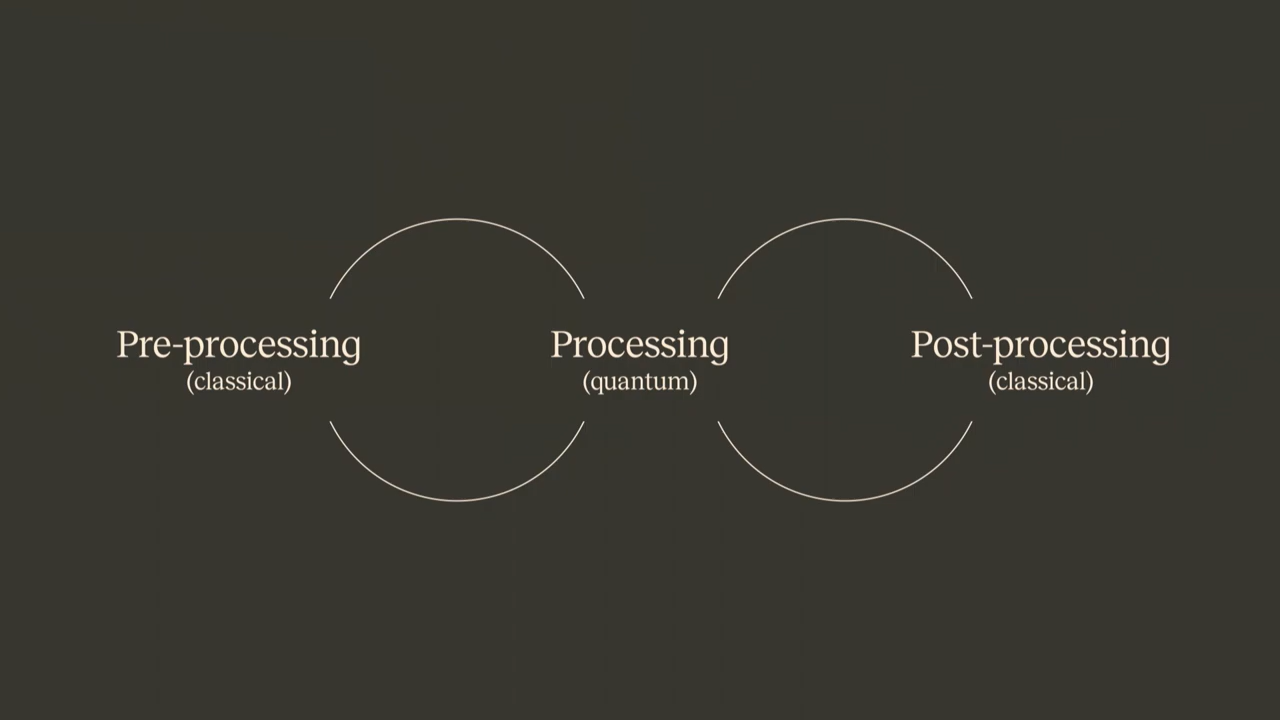 Pre-processing
(classical)
Processing
(quantum)
Post-processing
(classical)